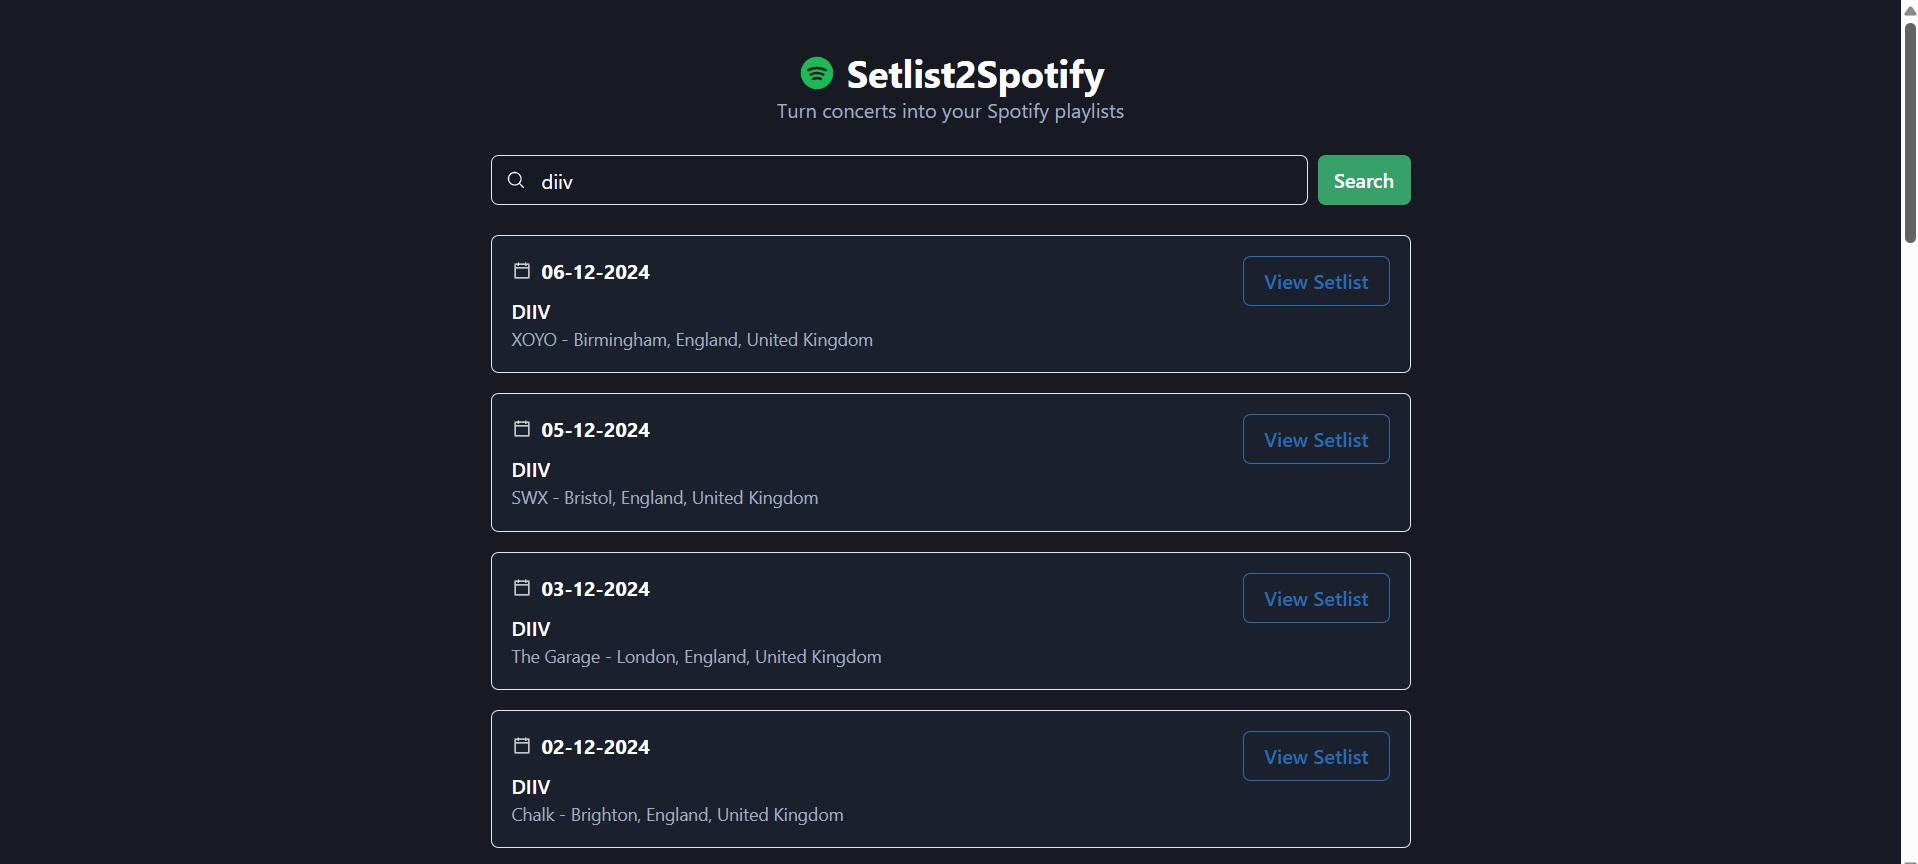 Setlist2Spotify
Turn concerts into your Spotify playlists
diiv
Search
06-12-2024
View Setlist
DIIV
XOYO - Birmingham, England, United Kingdom
05-12-2024
View Setlist
DIIV
SWX - Bristol, England, United Kingdom
03-12-2024
View Setlist
DIIV
The Garage - London, England, United Kingdom
02-12-2024
View Setlist
DIIV
Chalk - Brighton, England, United Kingdom